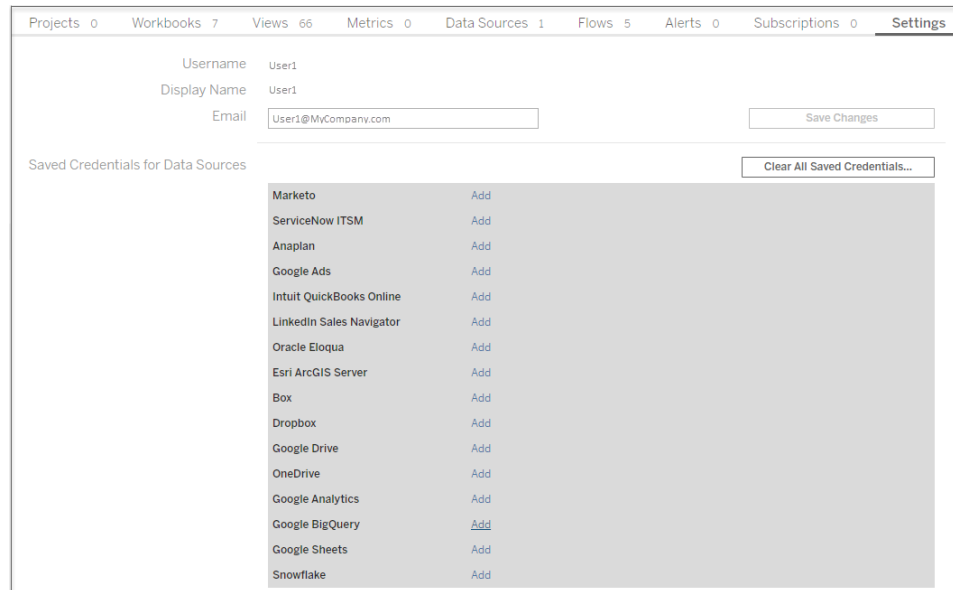 Projects 0 Workbooks 7 Views 66 Metrics 0 Data Sources 1 Flows 5 Alerts 0 Subscriptions 0 Settings
Username User1
Display Name User1
Email User1@MyCompany.com Save Changes
Saved Credentials for Data Sources Clear All Saved Credentials...
Marketo Add
ServiceNow ITSM Add
Anaplan Add
Google Ads Add
Intuit QuickBooks Online Add
LinkedIn Sales Navigator Add
Oracle Eloqua Add
Esri ArcGIS Server Add
Box Add
Dropbox Add
Google Drive Add
OneDrive Add
Google Analytics Add
Google BigQuery Add
Google Sheets Add
Snowflake Add